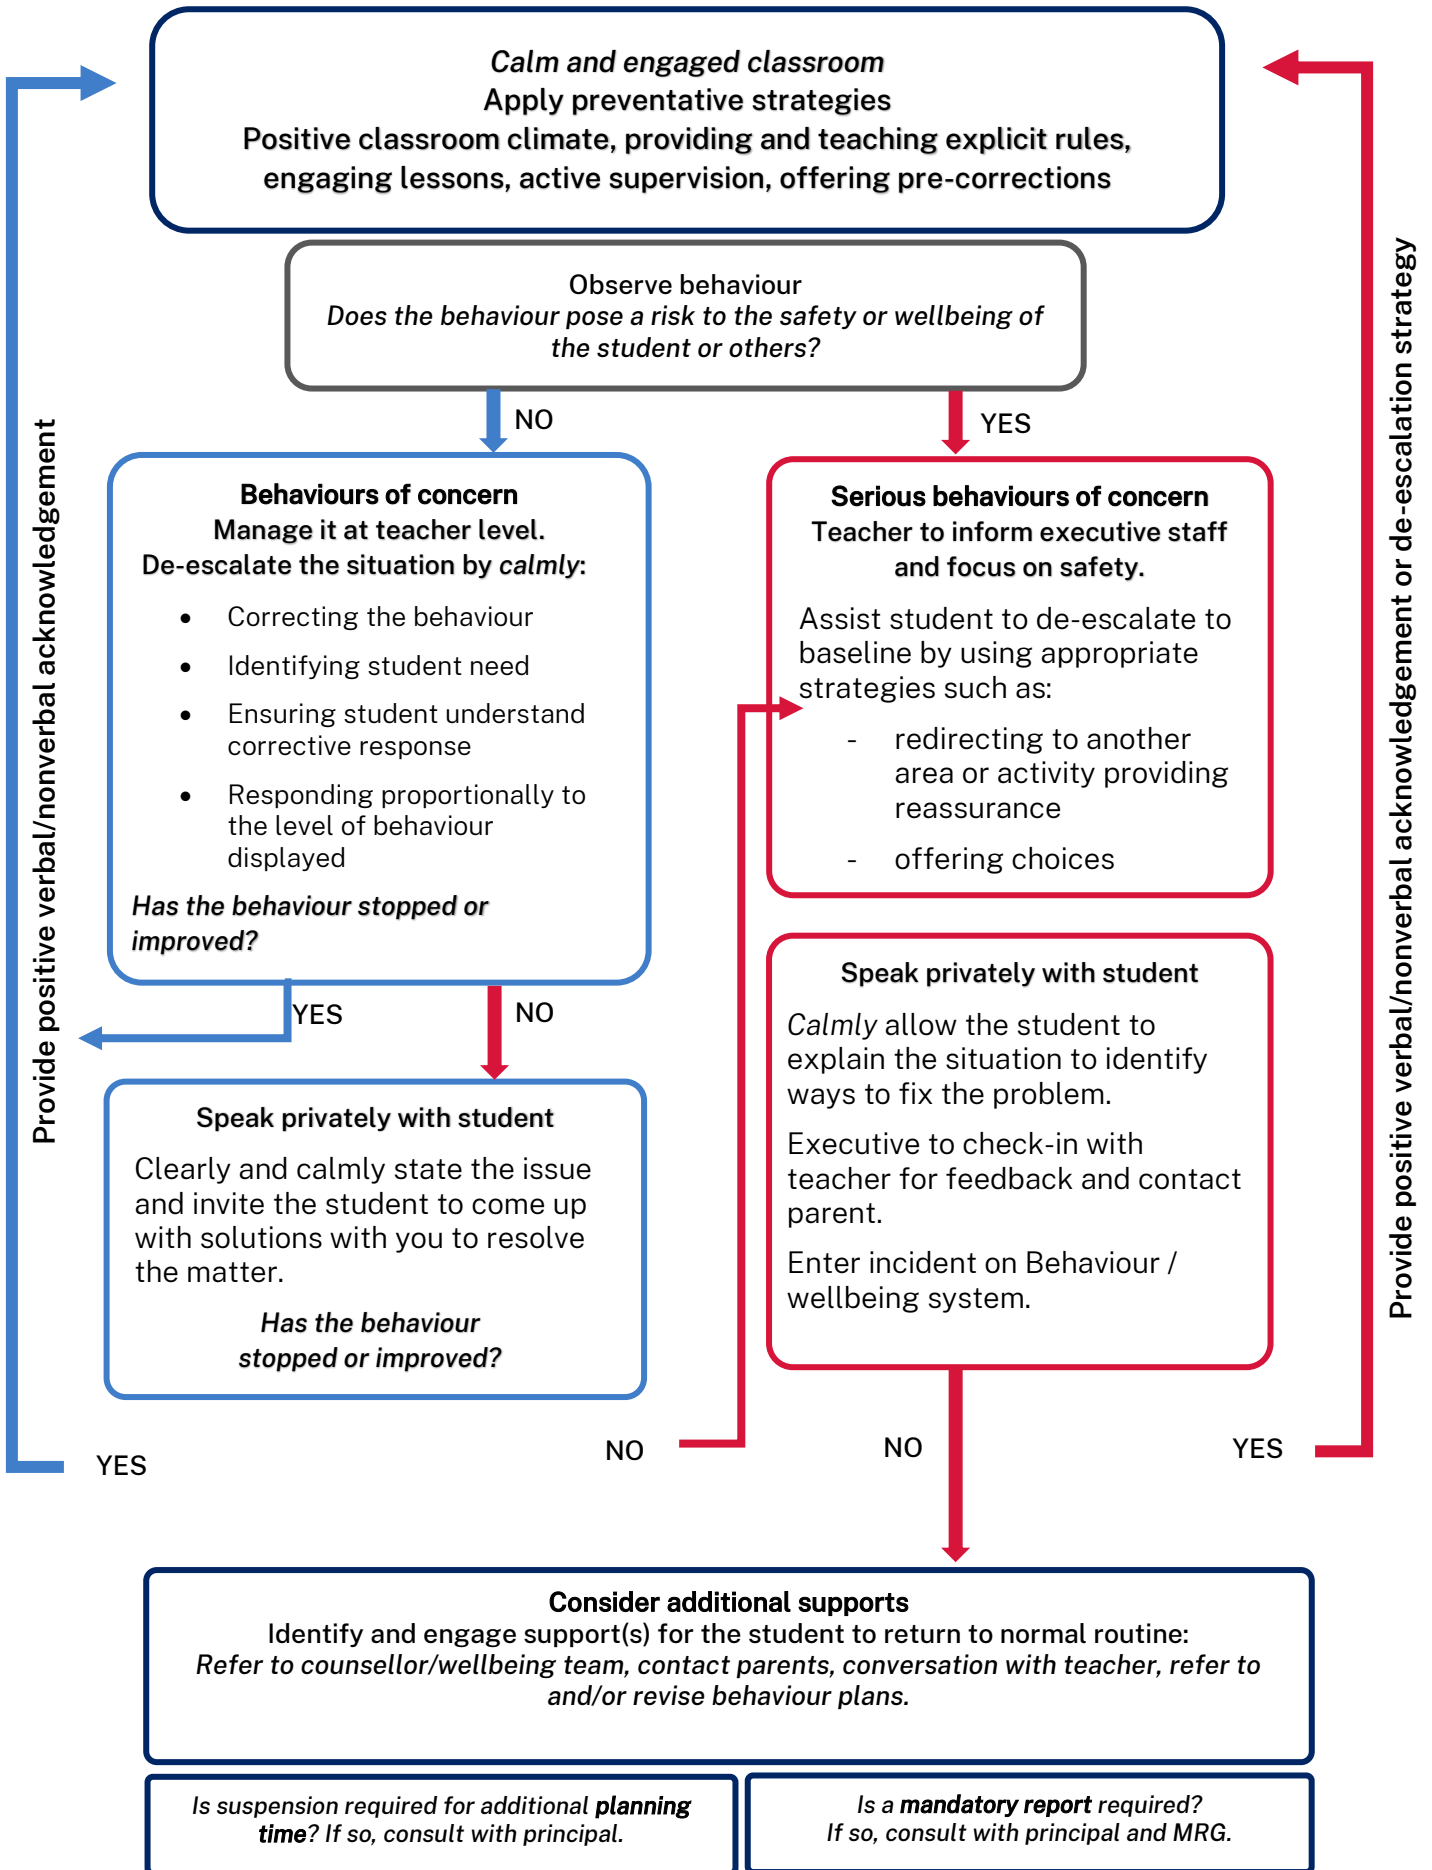 Calm and engaged classroom
Apply preventative strategies
Positive classroom climate, providing and teaching explicit rules,
engaging lessons, active supervision, offering pre-corrections
Observe behaviour
Does the behaviour pose a risk to the safety or wellbeing of
the student or others?
NO
YES
Behaviours of concern
Manage it at teacher level.
De-escalate the situation by calmly:
• Correcting the behaviour
• Identifying student need
• Ensuring student understand
corrective response
• Responding proportionally to
the level of behaviour
displayed
Has the behaviour stopped or
improved?
YES
NO
Speak privately with student
Clearly and calmly state the issue
and invite the student to come up
with solutions with you to resolve
the matter.
Has the behaviour
stopped or improved?
YES
NO
Provide positive verbal/nonverbal acknowledgement
Serious behaviours of concern
Teacher to inform executive staff
and focus on safety.
Assist student to de-escalate to
baseline by using appropriate
strategies such as:
- redirecting to another
area or activity providing
reassurance
- offering choices
Speak privately with student
Calmly allow the student to
explain the situation to identify
ways to fix the problem.
Executive to check-in with
teacher for feedback and contact
parent.
Enter incident on Behaviour /
wellbeing system.
NO
YES
Provide positive verbal/nonverbal acknowledgement or de-escalation strategy
Consider additional supports
Identify and engage support(s) for the student to return to normal routine:
Refer to counsellor/wellbeing team, contact parents, conversation with teacher, refer to
and/or revise behaviour plans.
Is suspension required for additional planning
time? If so, consult with principal.
Is a mandatory report required?
If so, consult with principal and MRG.